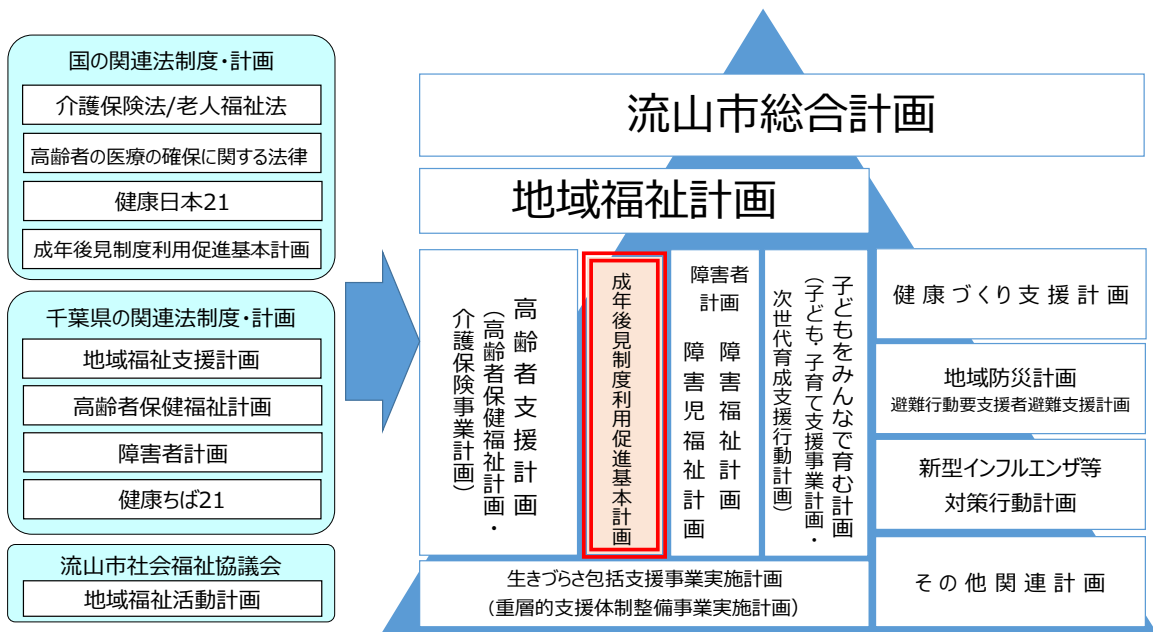 国の関連法制度・計画
介護保険法/老人福祉法
高齢者の医療の確保に関する法律
健康日本21
成年後見制度利用促進基本計画
千葉県の関連法制度・計画
地域福祉支援計画
高齢者保健福祉計画
障害者計画
健康ちば21
流山市社会福祉協議会
地域福祉活動計画
流山市総合計画
地域福祉計画
高齢者支援計画
(高齢者保健福祉計画・
介護保険事業計画)
成年後見制度利用促進基本計画
障害者
計画
障害福祉計画
障害児福祉計画
子どもをみんなで育む計画
(子ども・子育て支援事業計画・
次世代育成支援行動計画)
健康づくり支援計画
地域防災計画
避難行動要支援者避難支援計画
新型インフルエンザ等
対策行動計画
その他関連計画
生きづらさ包括支援事業実施計画
(重層的支援体制整備事業実施計画)